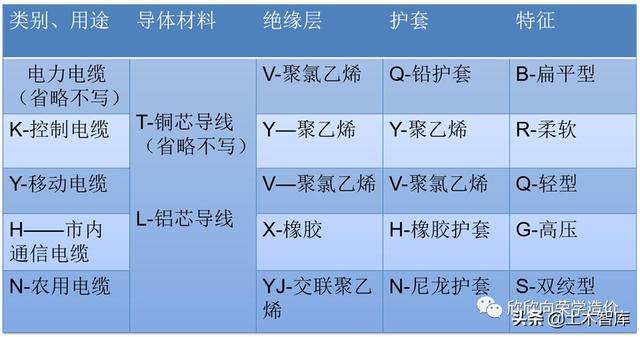 类别、用途 导体材料 绝缘层 护套 特征
电力电缆
（省略不写）
V-聚氯乙烯 Q-铅护套 B-扁平型
K-控制电缆
T-铜芯导线
（省略不写）
Y—聚乙烯 Y-聚乙烯 R-柔软
Y-移动电缆
V—聚氯乙烯 V-聚氯乙烯 Q-轻型
H——市内
通信电缆
L-铝芯导线
X-橡胶 H-橡胶护套 G-高压
N-农用电缆
YJ-交联聚乙
烯
N-尼龙护套 S-双绞型
欣欣向荣学造价
头条@土木智库